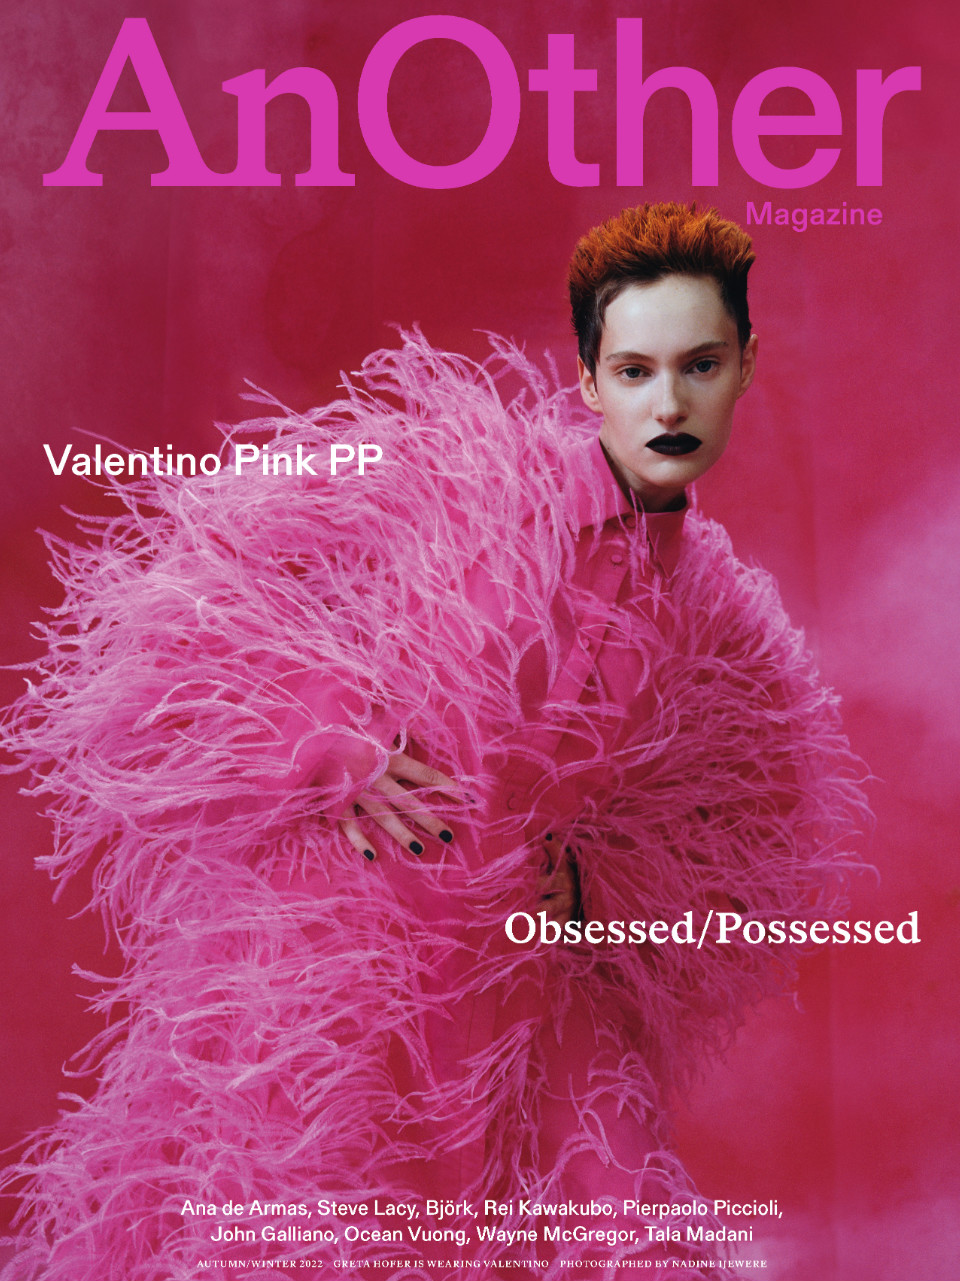 AnOther
Magazine
Valentino Pink PP
Obsessed/Possessed
Ana de Armas, Steve Lacy, Björk, Rei Kawakubo, Pierpaolo Piccioli,
John Galliano, Ocean Vuong, Wayne McGregor, Tala Madani
AUTUMN/WINTER 2022 GRETA HOFER IS WEARING VALENTINO PHOTOGRAPHED BY NADINE IJEWERE